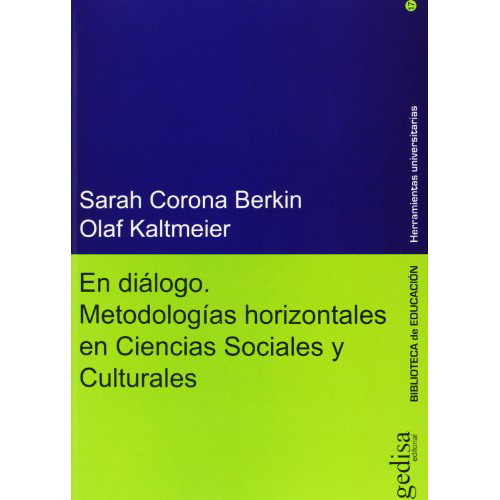 Sarah Corona Berkin
Olaf Kaltmeier
En diálogo.
Metodologías horizontales
en Ciencias Sociales y
Culturales
17
BIBLIOTECA de EDUCACIÓN Herramientas universitarias
gedisa
editorial